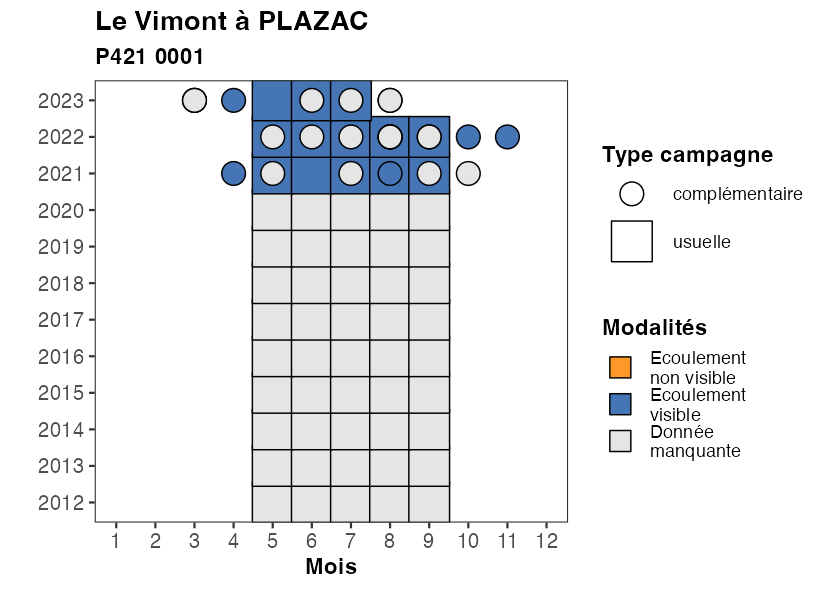 Le Vimont à PLAZAC
P421 0001
2023
2022
2021
2020
2019
2018
2017
2016
2015
2014
2013
2012
1 2 3 4 5 6 7 8 9 10 11 12
Mois
Type campagne
complémentaire
usuelle
Modalités
Ecoulement
non visible
Ecoulement
visible
Donnée
manquante